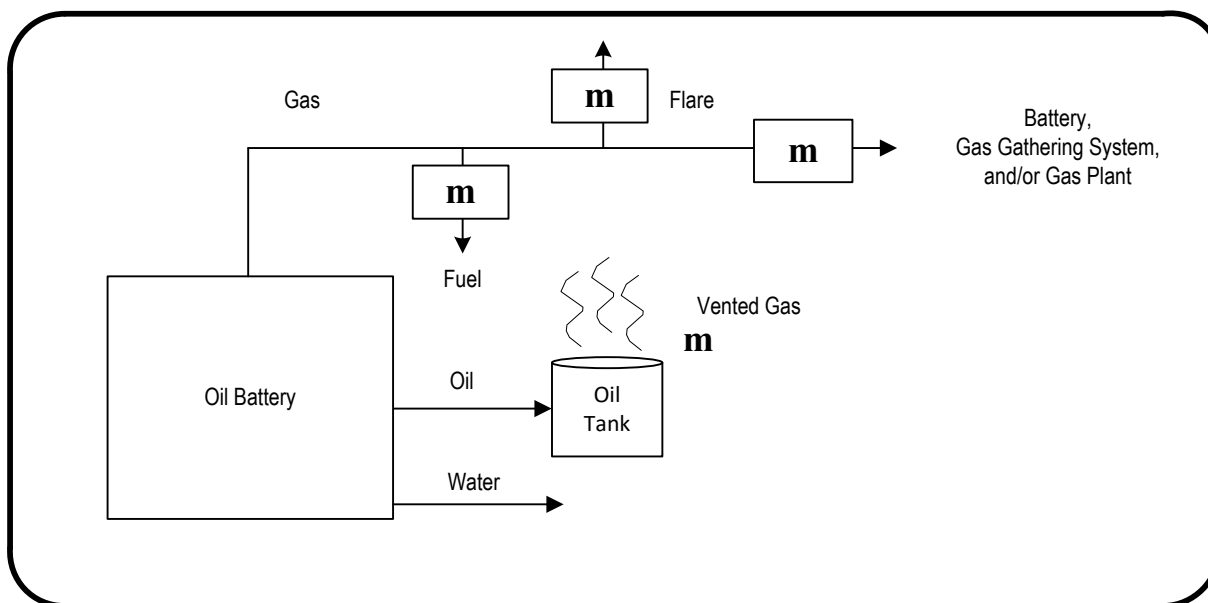 m
Gas
Flare
m
Battery,
Gas Gathering System,
and/or Gas Plant
m
Fuel
Vented Gas
m
Oil Battery
Oil
Oil
Tank
Water